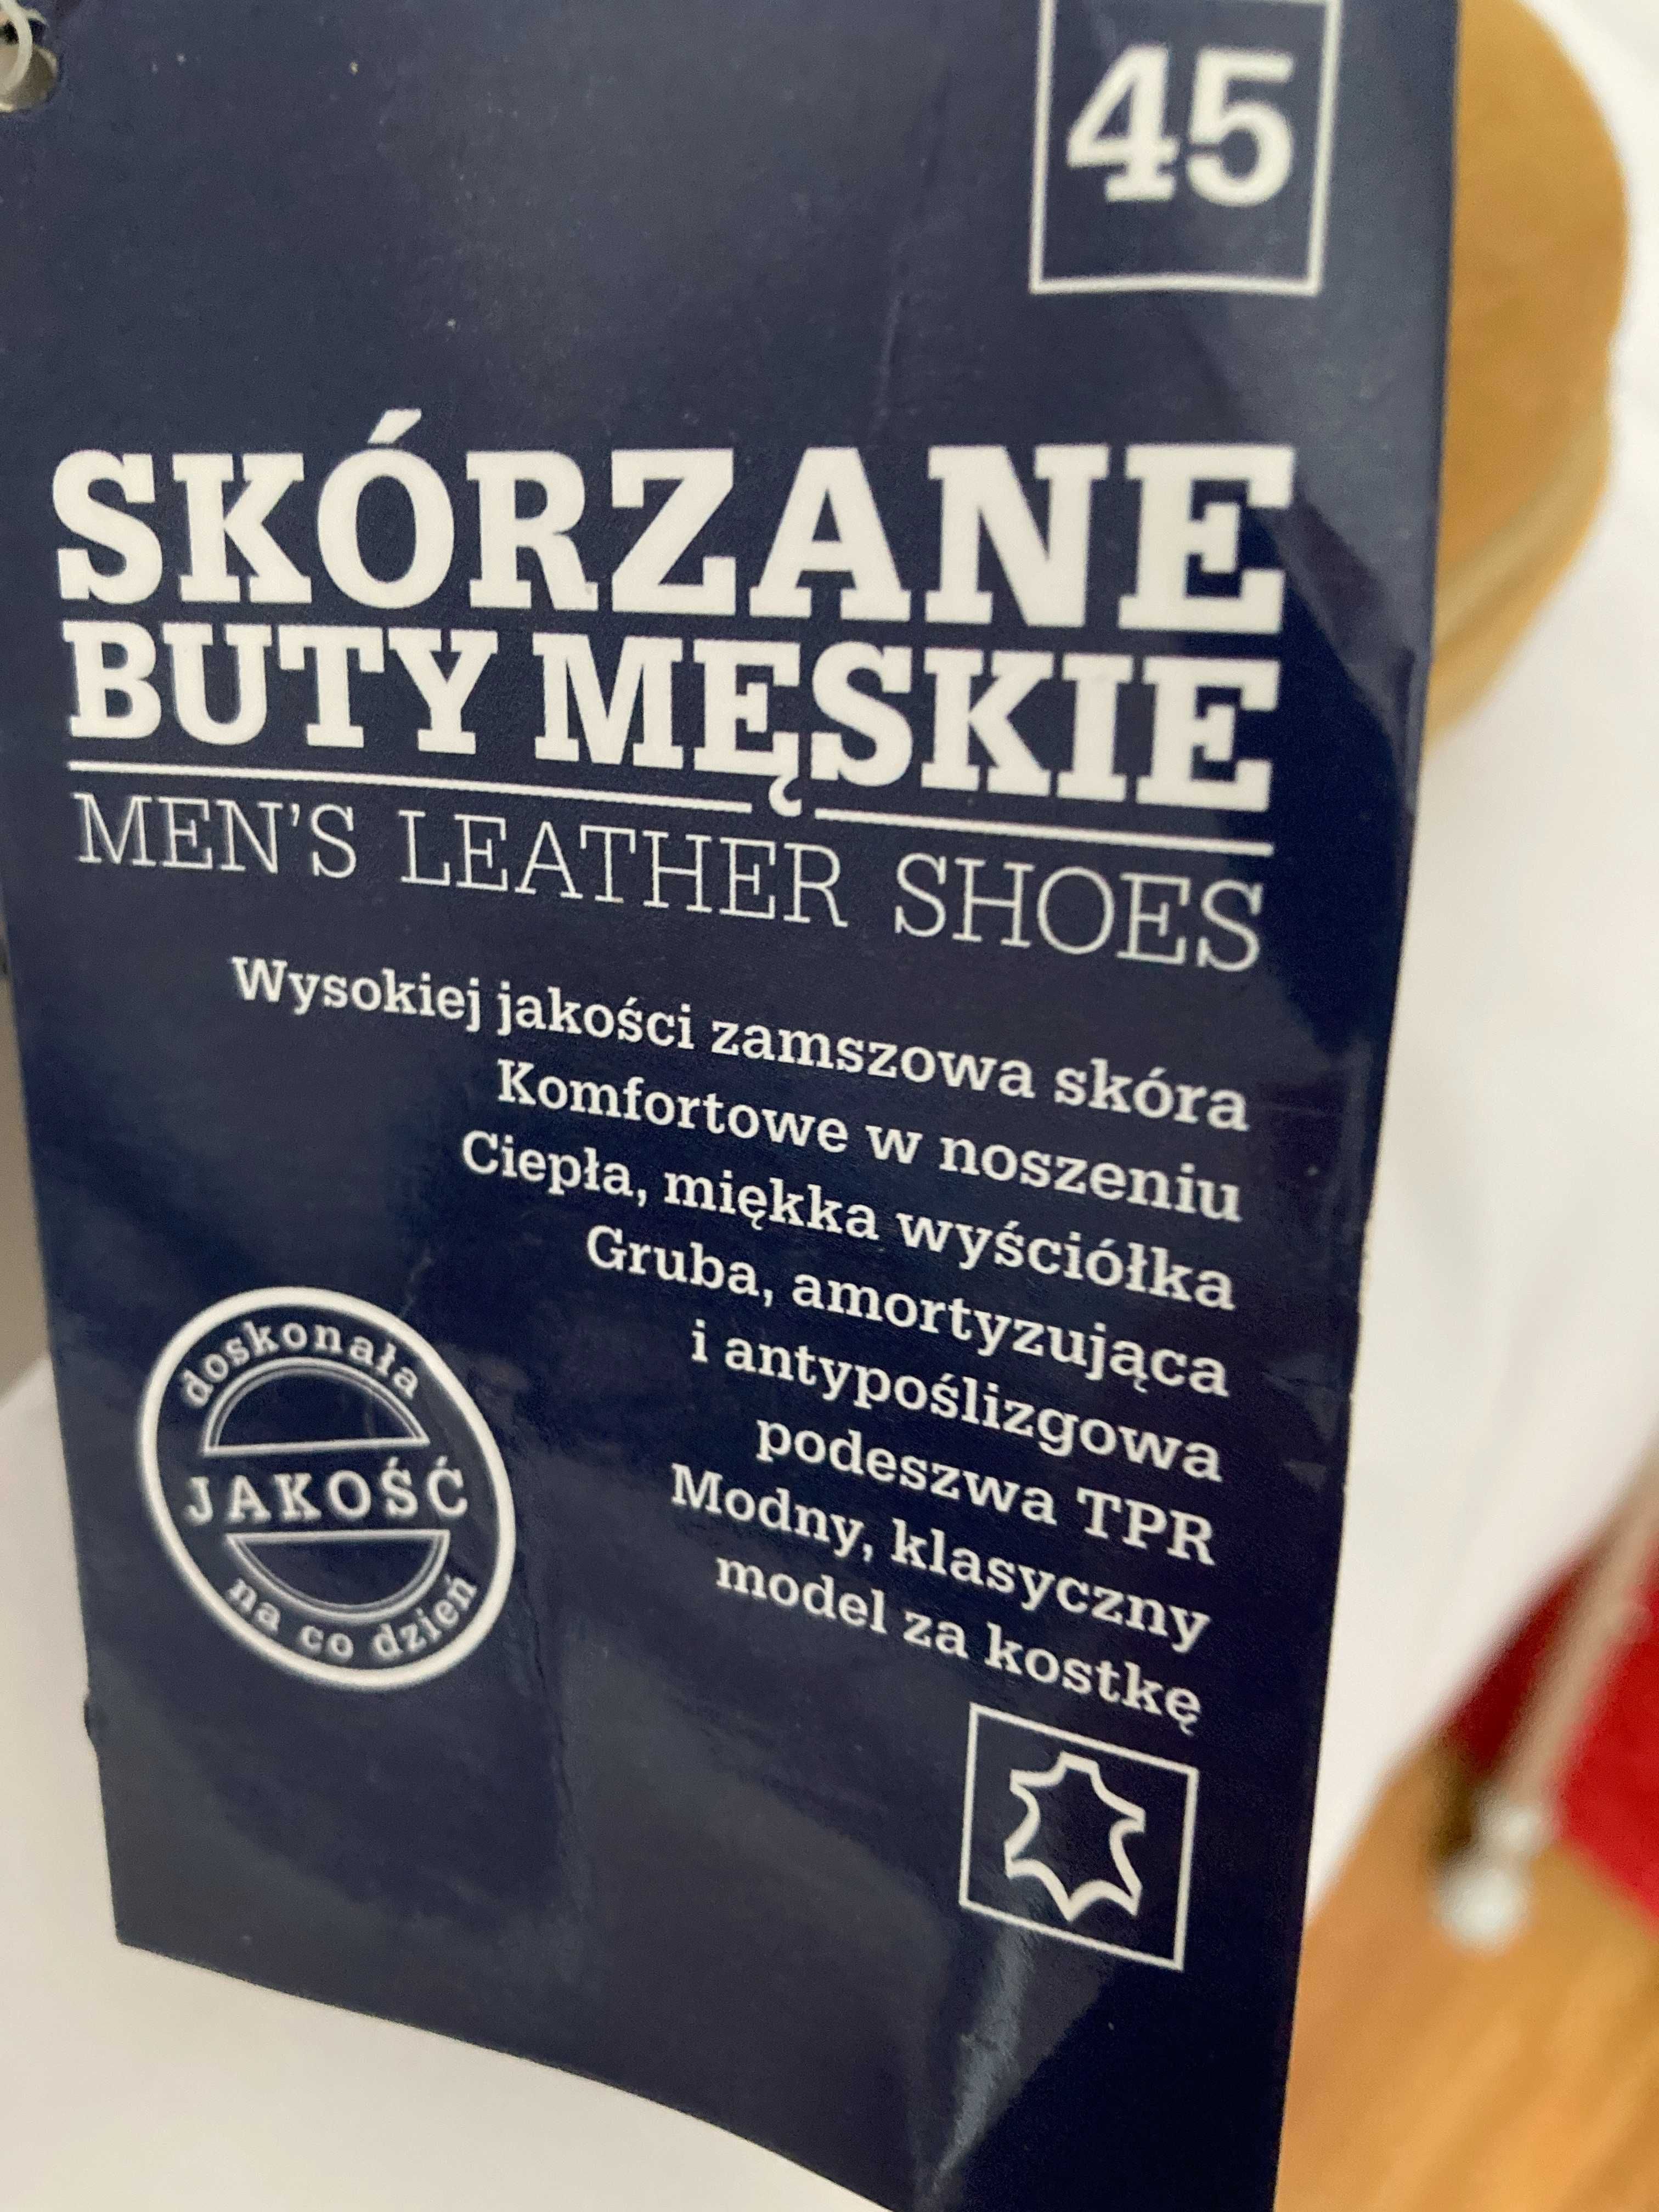 45
SKÓRZANE
BUTY MĘSKIE
MEN'S LEATHER SHOES
Wysokiej jakości zamszowa skóra
Komfortowe w noszeniu
Ciepła, miękka wyściółka
Gruba, amortyzująca
i antypoślizgowa
podeszwa TPR
Modny, klasyczny
model za kostkę
doskonała
JAKOŚĆ
na co dzień